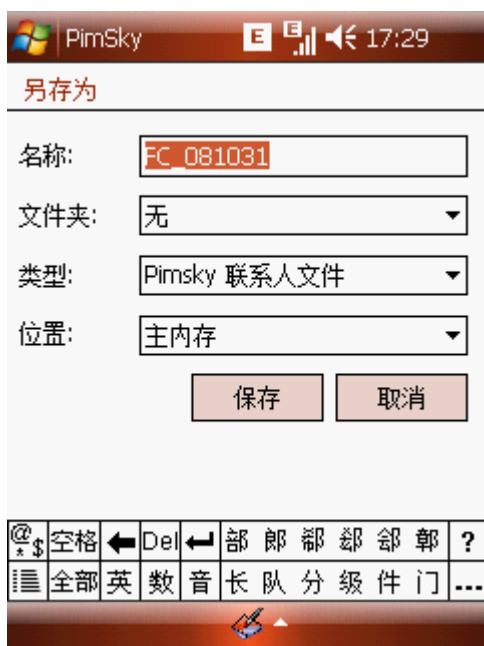 PimSky E E 17:29
另存为
名称: FC_081031
文件夹: 无
类型: Pimsky 联系人文件
位置: 主内存
保存 取消
@*$ 空格 Del 部 郎 郗 郄 郐 鄣 ?
全部 英 数 音 长 队 分 级 件 门 ...